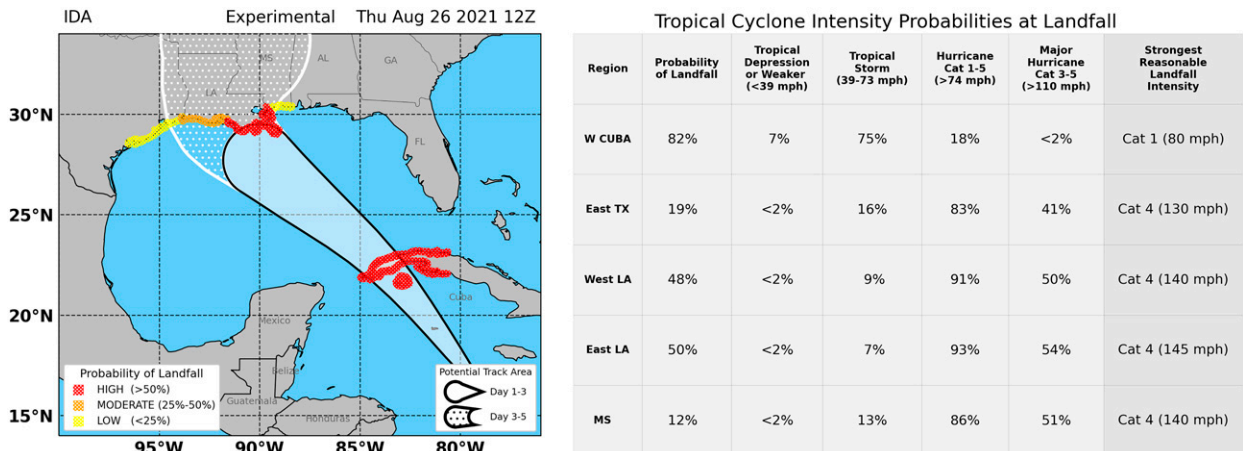 IDA Experimental Thu Aug 26 2021 12Z
MS
AL
GA
LA
30°N
FL
25°N
Cuba
20°N
Mexico
Belize
Guatemala
Honduras
15°N
Probability of Landfall
HIGH (>50%)
MODERATE (25%-50%)
LOW (<25%)
Potential Track Area
Day 1-3
Day 3-5
95°W 90°W 85°W 80°W
Tropical Cyclone Intensity Probabilities at Landfall
Region
Probability
of Landfall
Tropical
Depression
or Weaker
(<39 mph)
Tropical
Storm
(39-73 mph)
Hurricane
Cat 1-5
(>74 mph)
Major
Hurricane
Cat 3-5
(>110 mph)
Strongest
Reasonable
Landfall
Intensity
W CUBA 82% 7% 75% 18% <2% Cat 1 (80 mph)
East TX 19% <2% 16% 83% 41% Cat 4 (130 mph)
West LA 48% <2% 9% 91% 50% Cat 4 (140 mph)
East LA 50% <2% 7% 93% 54% Cat 4 (145 mph)
MS 12% <2% 13% 86% 51% Cat 4 (140 mph)